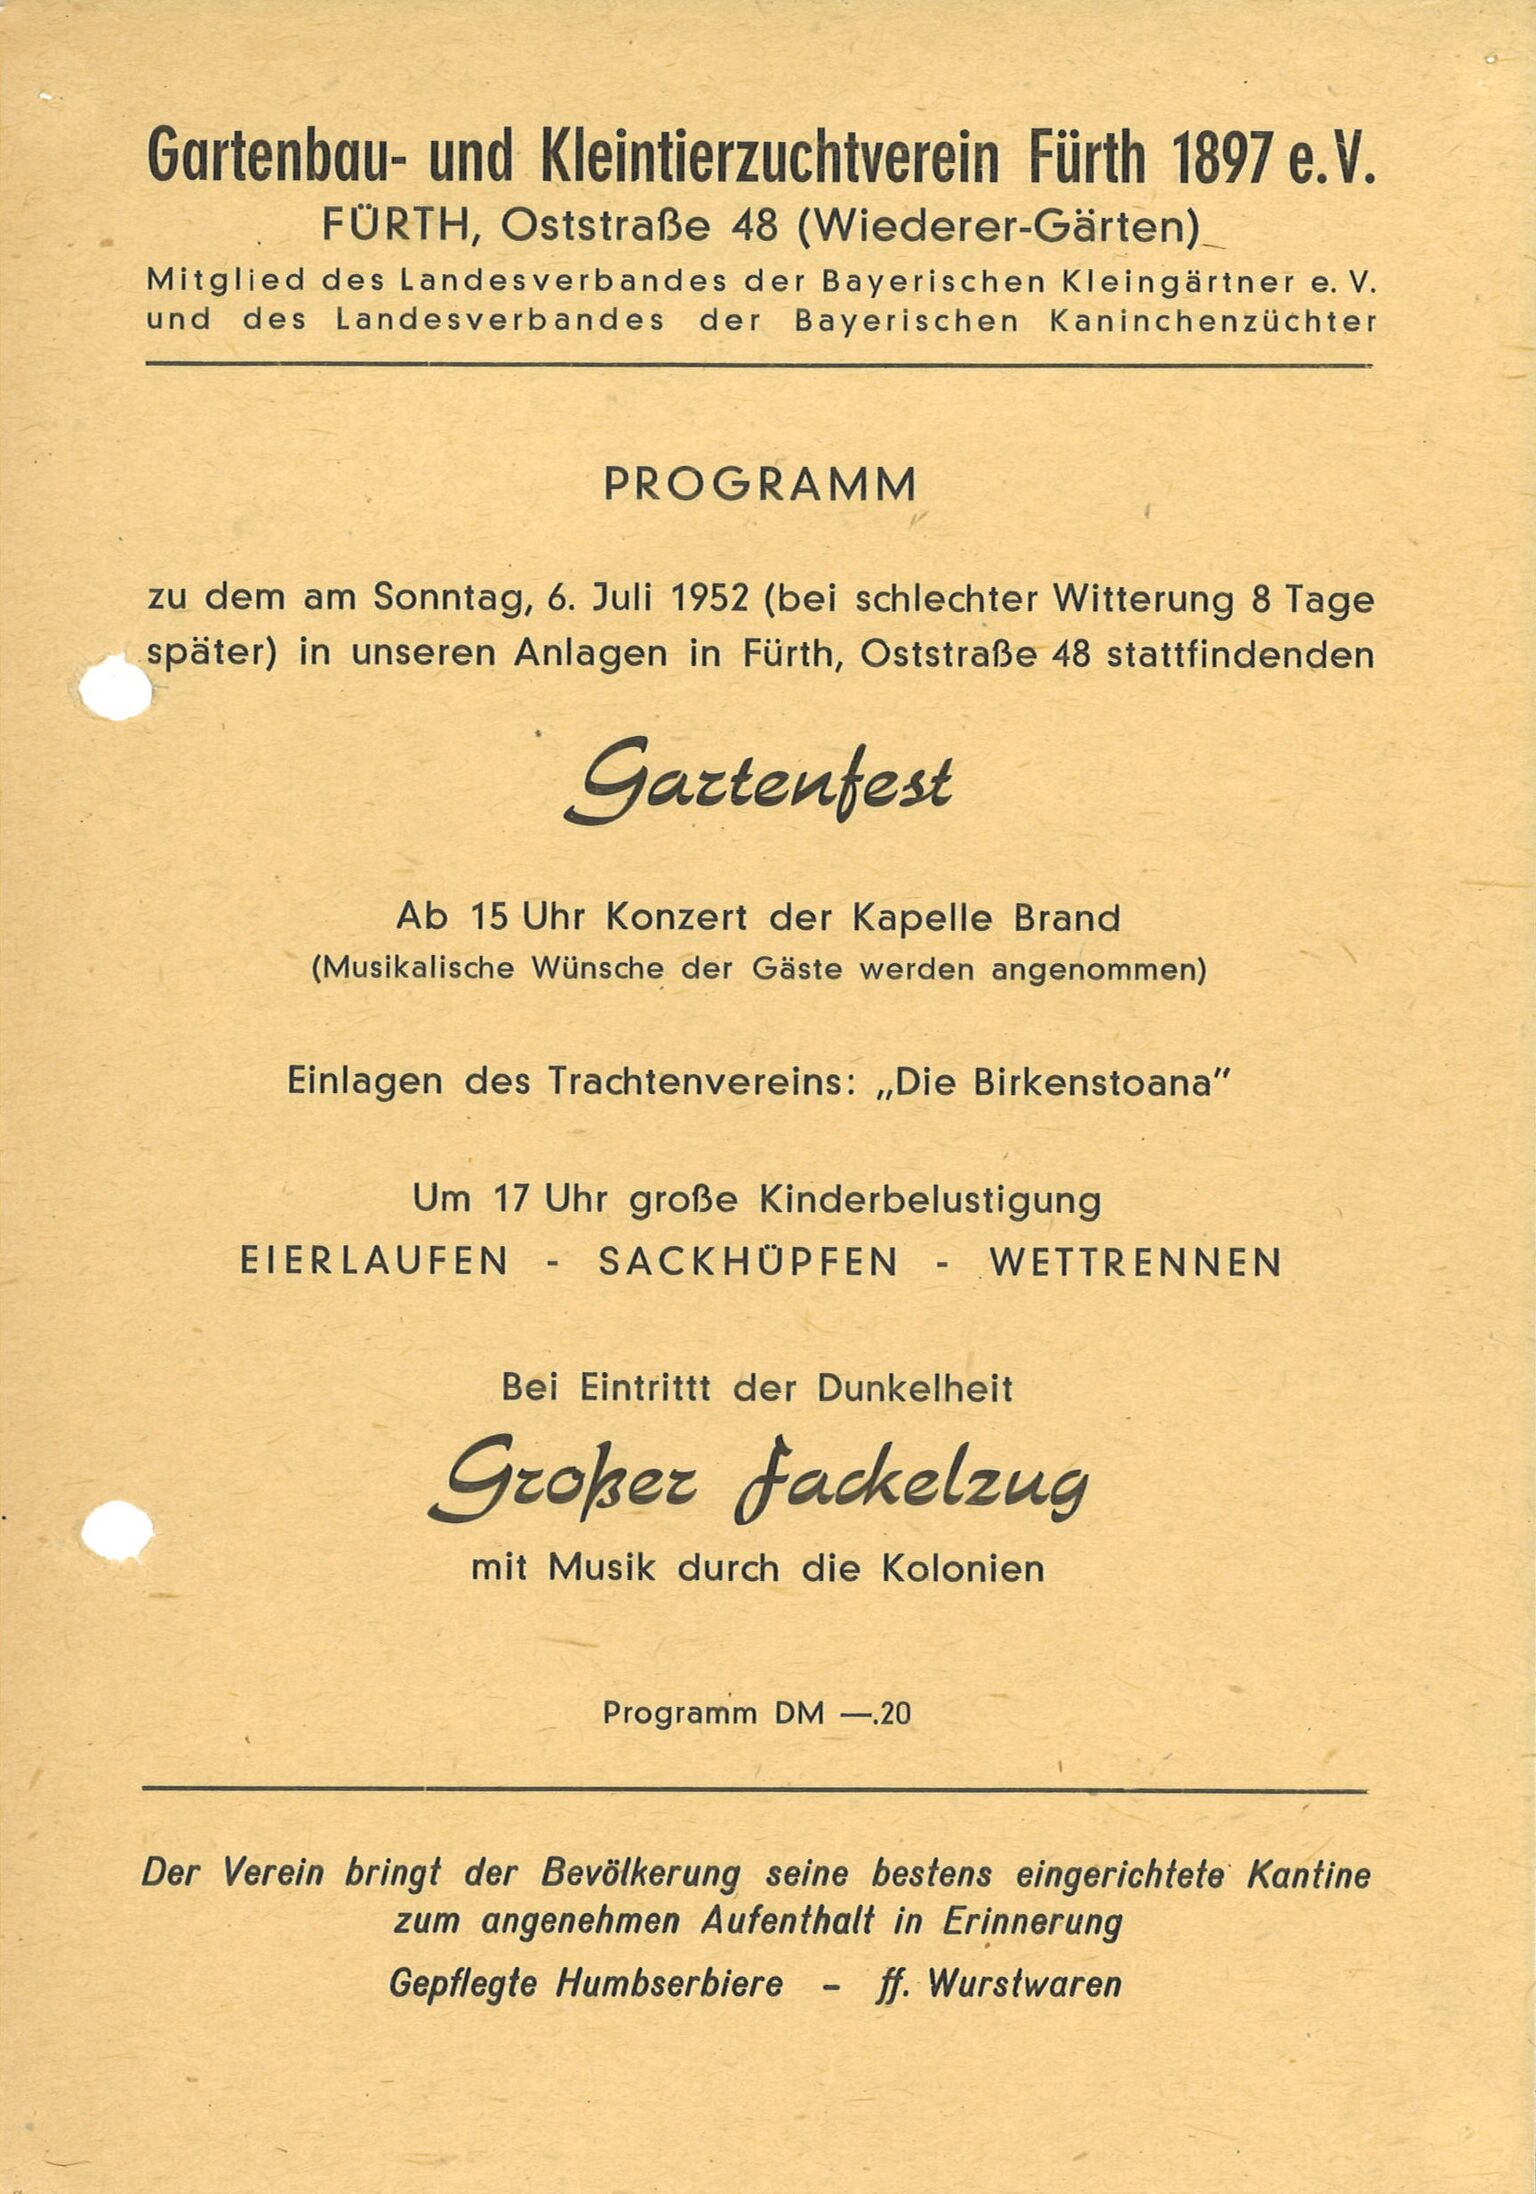 Gartenbau- und Kleintierzuchtverein Fürth 1897 e.V.
FÜRTH, Oststraße 48 (Wiederer-Gärten)
Mitglied des Landesverbandes der Bayerischen Kleingärtner e. V.
und des Landesverbandes der Bayerischen Kaninchenzüchter
PROGRAMM
zu dem am Sonntag, 6. Juli 1952 (bei schlechter Witterung 8 Tage
später) in unseren Anlagen in Fürth, Oststraße 48 stattfindenden
Gartenfest
Ab 15 Uhr Konzert der Kapelle Brand
(Musikalische Wünsche der Gäste werden angenommen)
Einlagen des Trachtenvereins: „Die Birkenstoana”
Um 17 Uhr große Kinderbelustigung
EIERLAUFEN - SACKHÜPFEN - WETTRENNEN
Bei Eintrittt der Dunkelheit
Großer Fackelzug
mit Musik durch die Kolonien
Programm DM —.20
Der Verein bringt der Bevölkerung seine bestens eingerichtete Kantine
zum angenehmen Aufenthalt in Erinnerung
Gepflegte Humbserbiere - ff. Wurstwaren